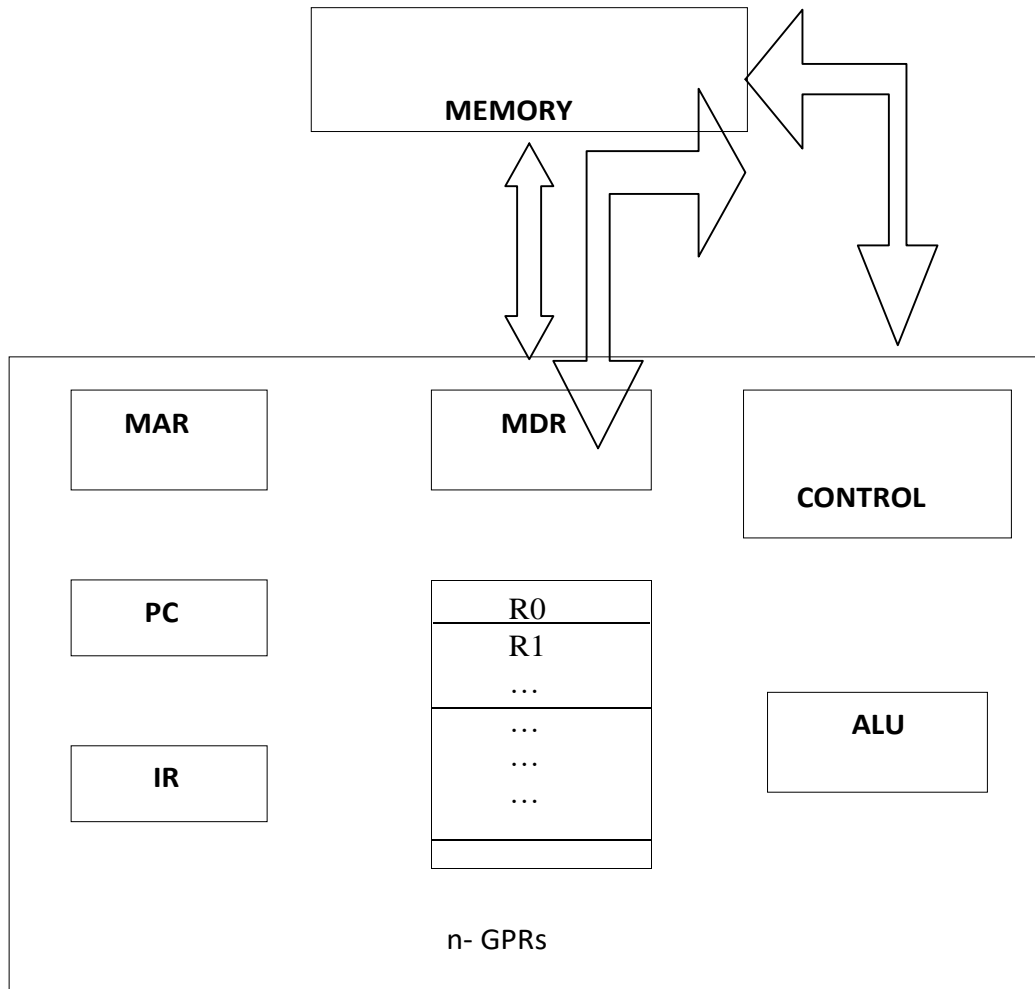 MEMORY
MAR
MDR
CONTROL
PC
R0
R1
…
…
…
…
IR
ALU
n- GPRs